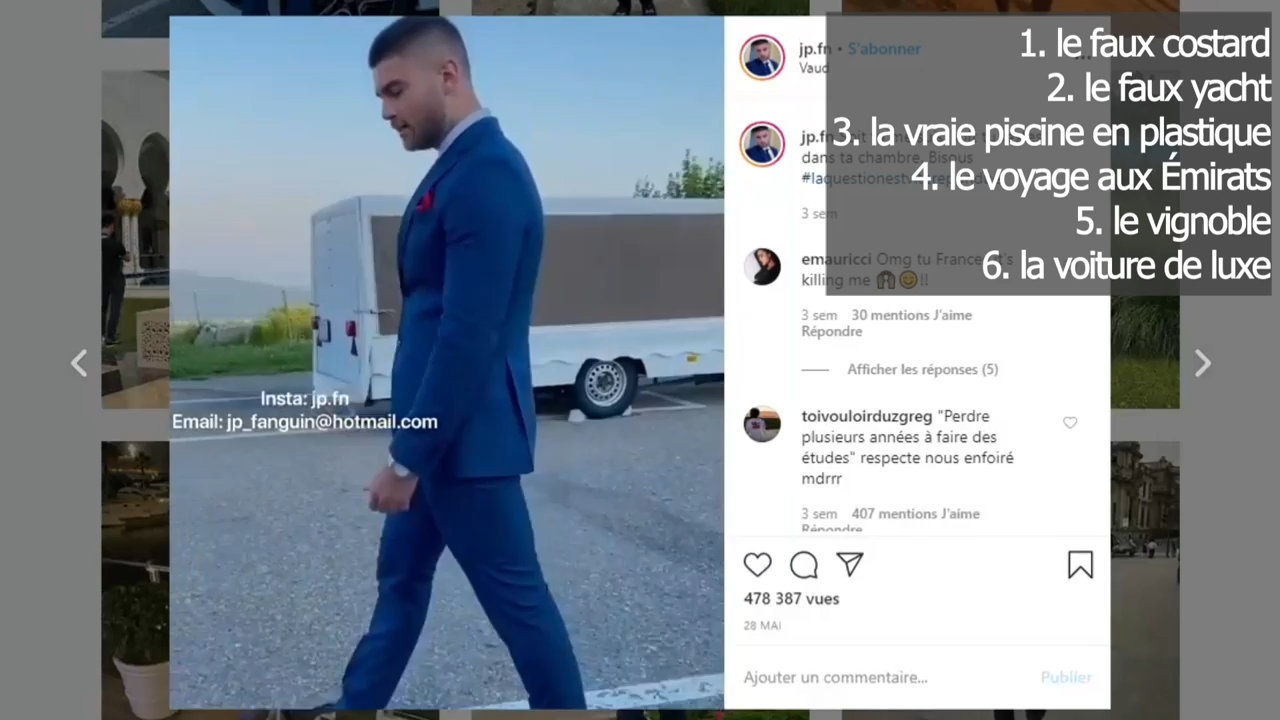 1. le faux costard
2. le faux yacht
3. la vraie piscine en plastique
4. le voyage aux Émirats
5. le vignoble
6. la voiture de luxe
Insta: jp.fn
Email: jp_fanguin@hotmail.com
jp.fn • S'abonner
Vaud
jp.fn
dans ta chambre. Bisous
3 sem
emauricci Omg tu
killing me
3 sem 30 mentions J'aime
Répondre
Afficher les réponses (5)
toivouloirduzgreg "Perdre
plusieurs années à faire des
études" respecte nous enfoiré
mdrrr
3 sem 407 mentions J'aime
Répondre
478 387 vues
28 MAI
Ajouter un commentaire...
Publier